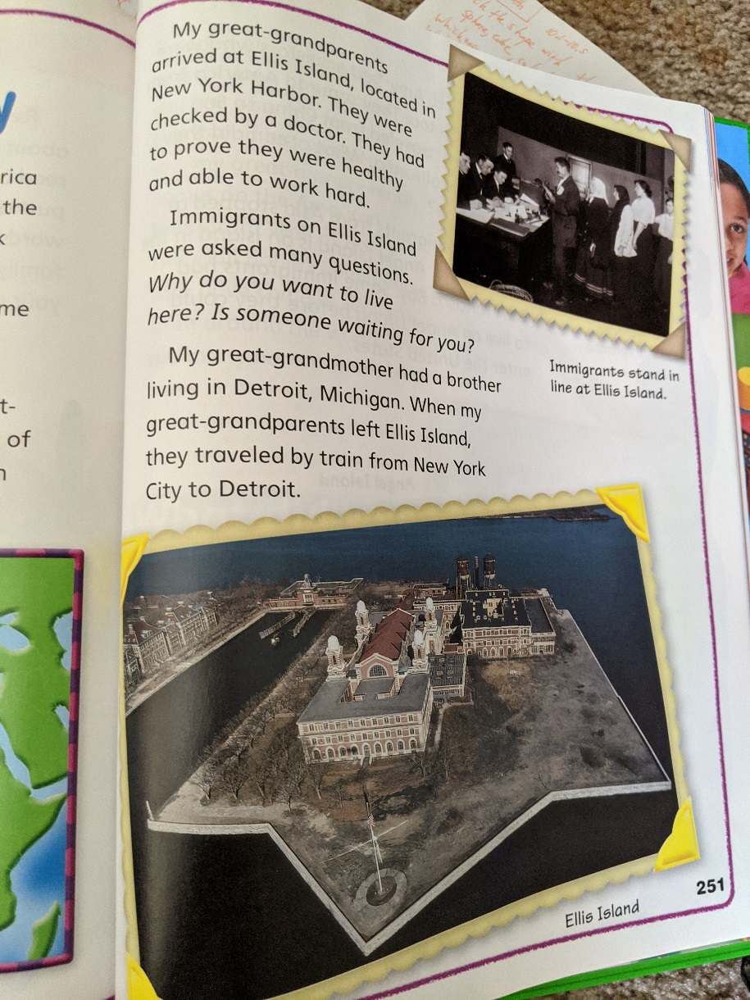 rica
the
me
t-
of
My great-grandparents
arrived at Ellis Island, located in
New York Harbor. They were
checked by a doctor. They had
to prove they were healthy
and able to work hard.
Immigrants on Ellis Island
were asked many questions.
Why do you want to live
here? Is someone waiting for you?
My great-grandmother had a brother
living in Detroit, Michigan. When my
great-grandparents left Ellis Island,
they traveled by train from New York
City to Detroit.
Immigrants stand in
line at Ellis Island.
Ellis Island
251